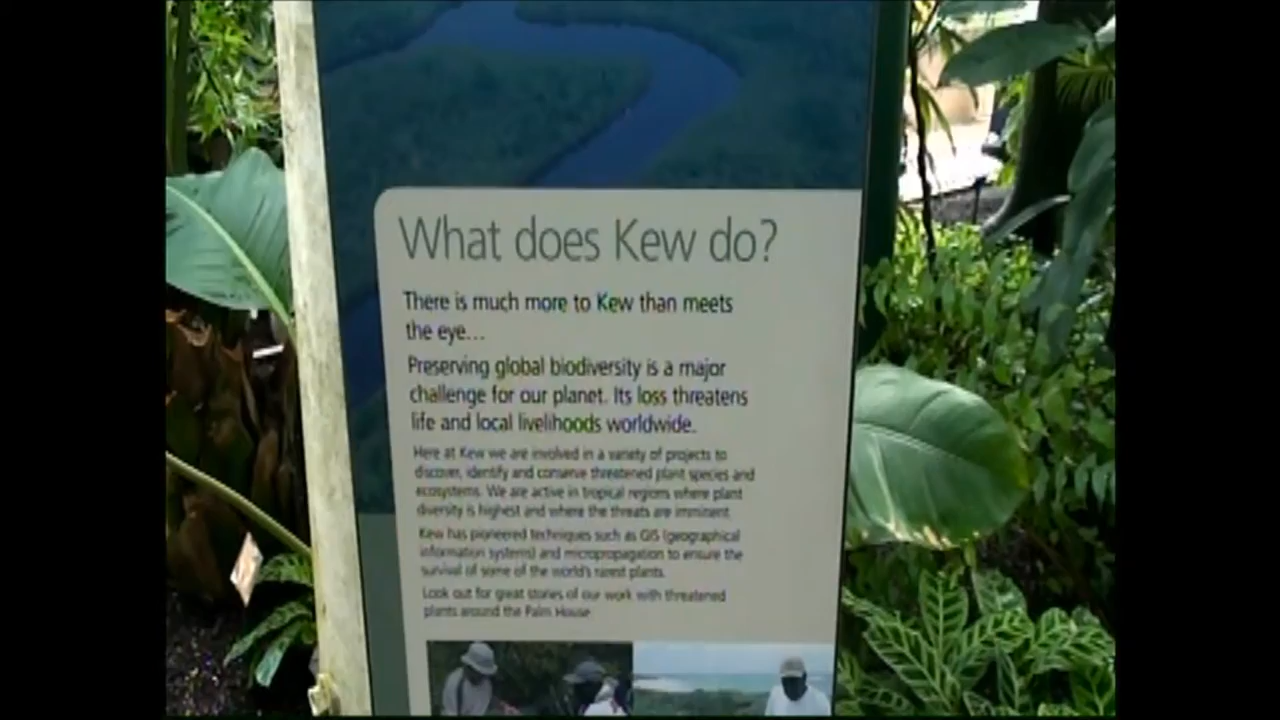 What does Kew do?
There is much more to Kew than meets
the eye...
Preserving global biodiversity is a major
challenge for our planet. Its loss threatens
life and local livelihoods worldwide.
Here at Kew we are involved in a variety of projects to
discover, identify and conserve threatened plant species and
ecosystems. We are active in tropical regions where plant
diversity is highest and where the threats are imminent.
Kew has pioneered techniques such as GIS (geographical
information systems) and micropropagation to ensure the
survival of some of the world's rarest plants.
Look out for great stories of our work with threatened
plants around the Palm House.